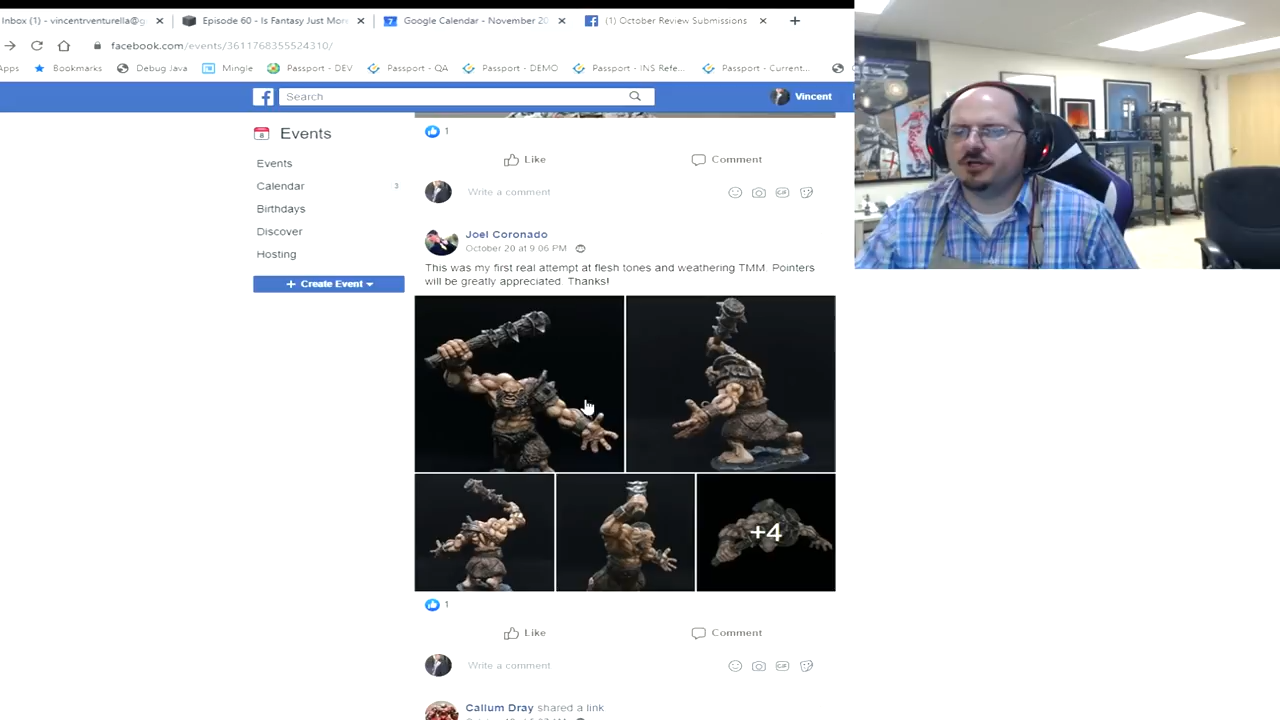 Inbox (1) - vincentrventurella@g
Episode 60 - Is Fantasy Just More
Google Calendar - November 20
(1) October Review Submissions
facebook.com/events/3611768355524310/
Apps
Bookmarks
Debug Java
Mingle
Passport - DEV
Passport - QA
Passport - DEMO
Passport - INS Refe...
Passport - Current...
Search
Vincent
Events
Events
Calendar
3
Birthdays
Discover
Hosting
+ Create Event
1
Like
Comment
Write a comment
GIF
Joel Coronado
October 20 at 9:06 PM
This was my first real attempt at flesh tones and weathering TMM. Pointers
will be greatly appreciated. Thanks!
+4
1
Like
Comment
Write a comment
GIF
Callum Dray shared a link